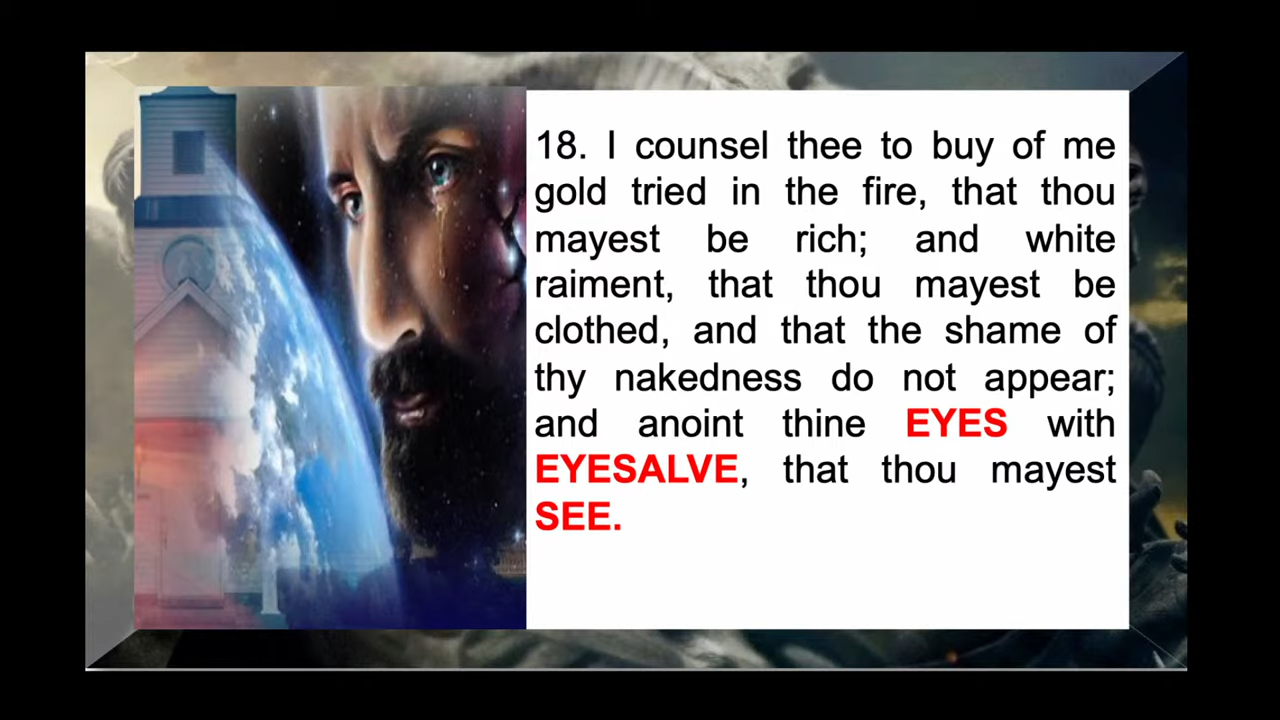 18. I counsel thee to buy of me
gold tried in the fire, that thou
mayest be rich; and white
raiment, that thou mayest be
clothed, and that the shame of
thy nakedness do not appear;
and anoint thine EYES with
EYESALVE, that thou mayest
SEE.